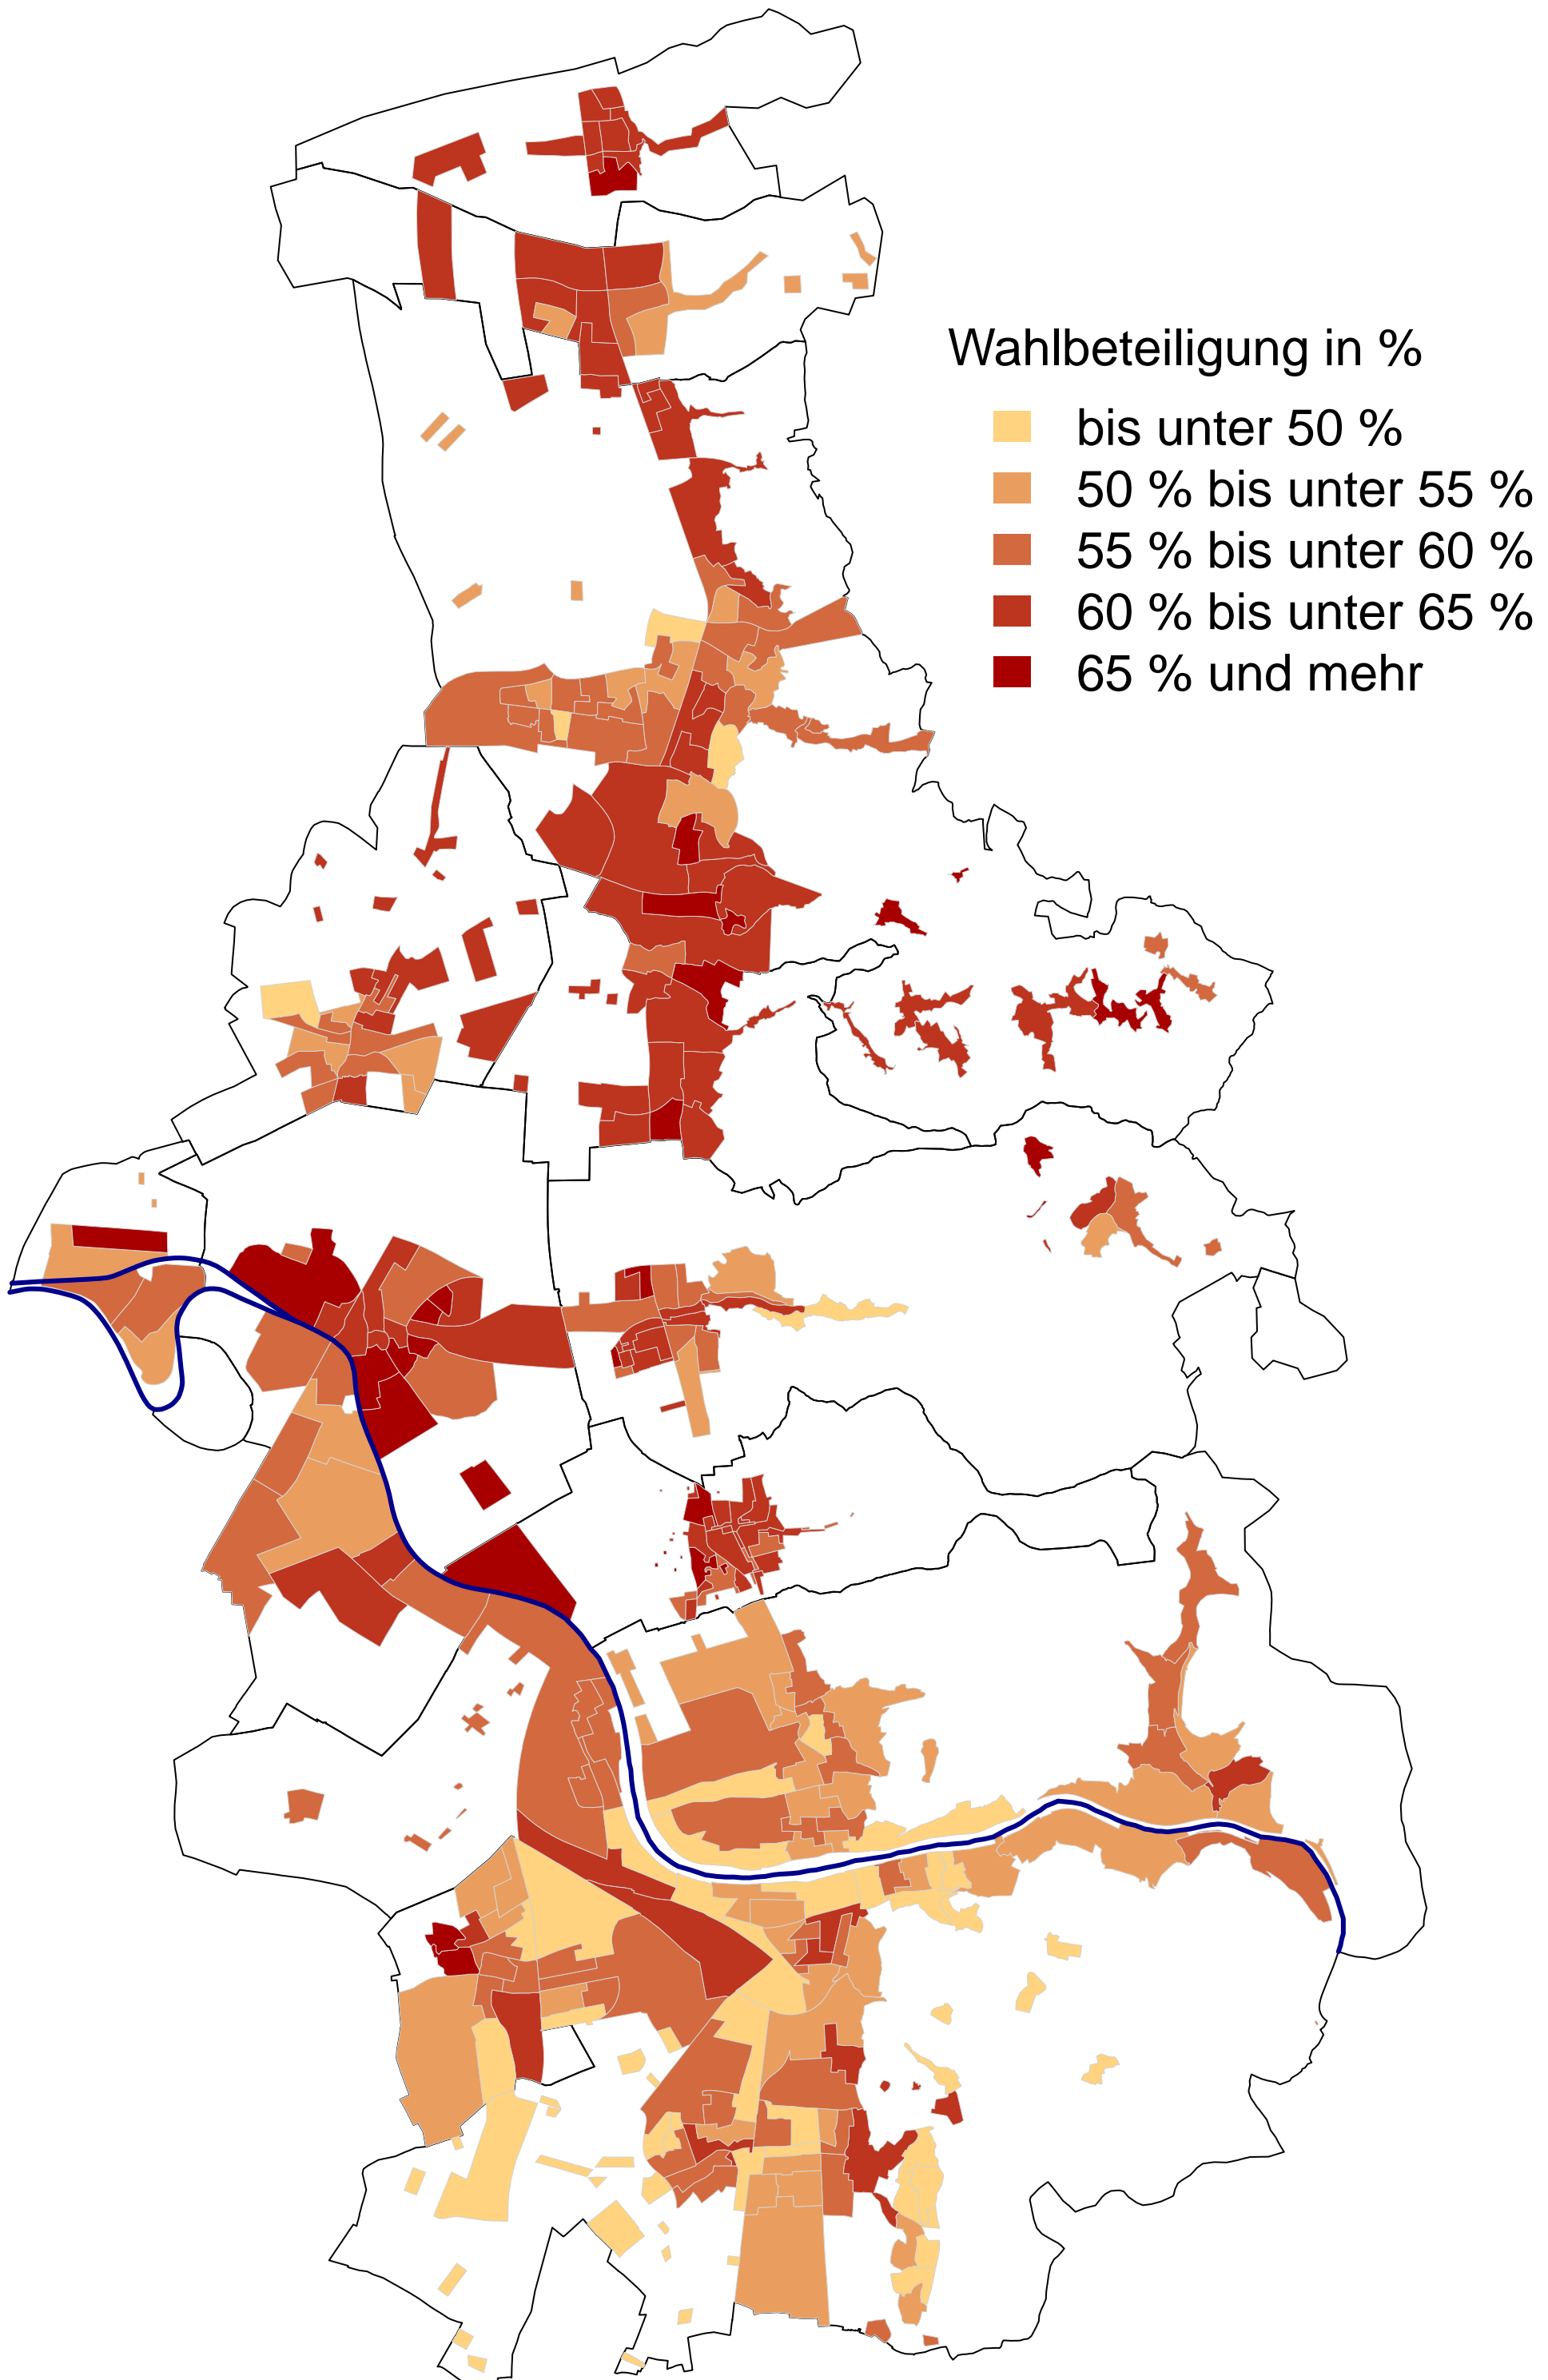 Wahlbeteiligung in %
bis unter 50 %
50 % bis unter 55 %
55 % bis unter 60 %
60 % bis unter 65 %
65 % und mehr